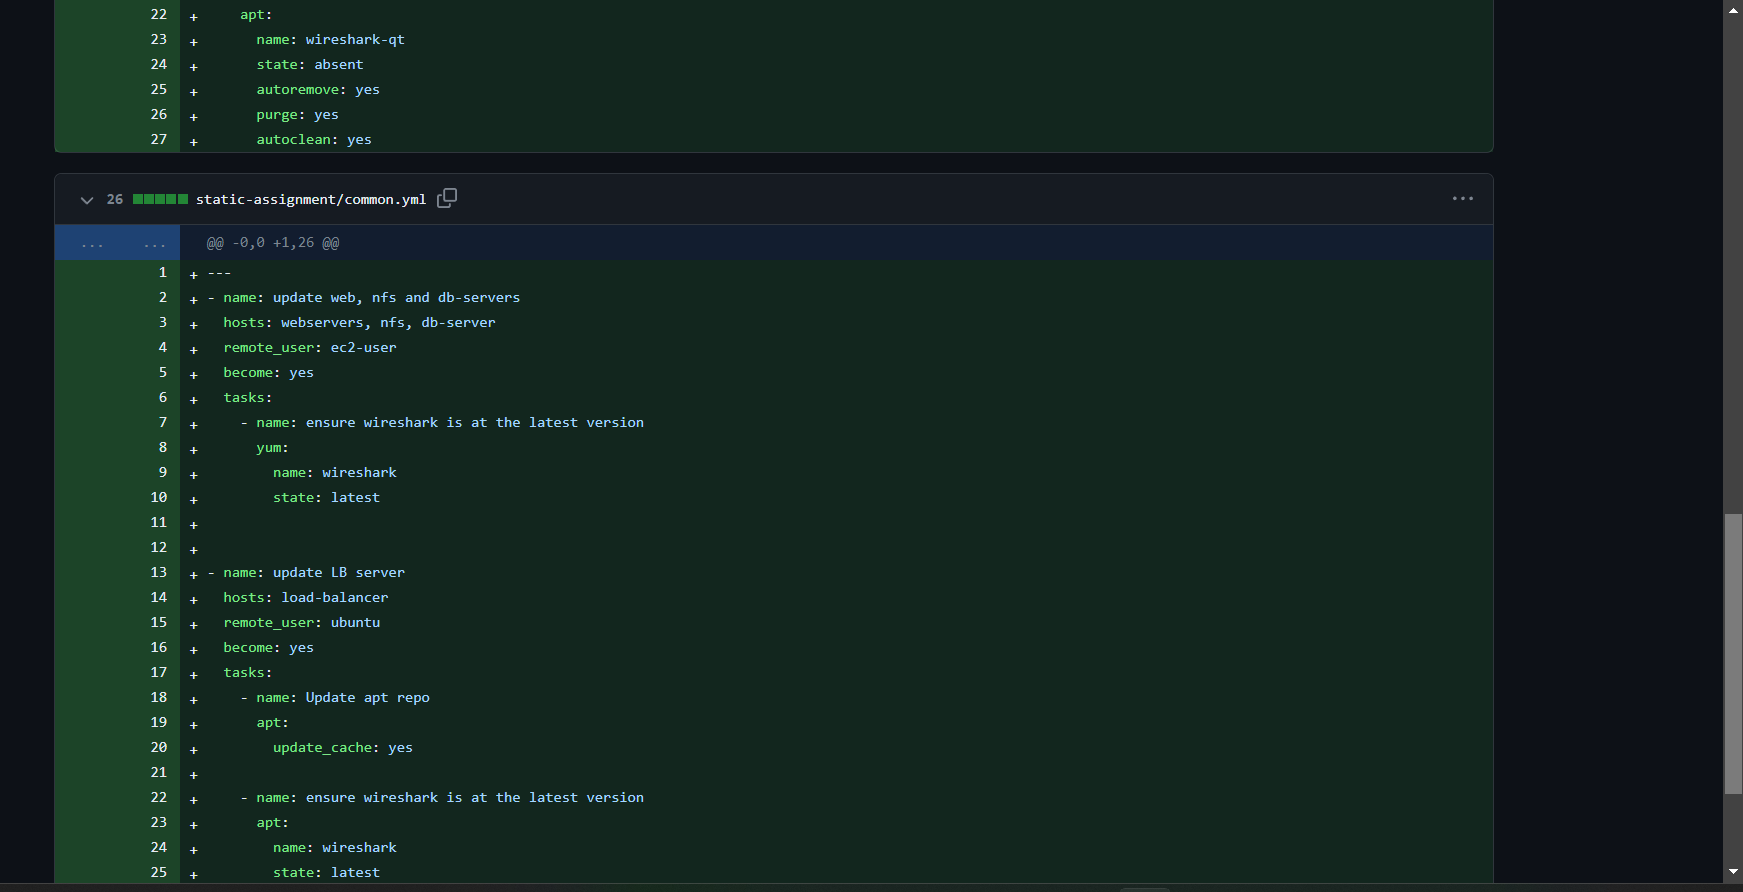 22 + apt:
23 + name: wireshark-qt
24 + state: absent
25 + autoremove: yes
26 + purge: yes
27 + autoclean: yes
26 static-assignment/common.yml ...
... ... @@ -0,0 +1,26 @@
1 + ---
2 + - name: update web, nfs and db-servers
3 + hosts: webservers, nfs, db-server
4 + remote_user: ec2-user
5 + become: yes
6 + tasks:
7 + - name: ensure wireshark is at the latest version
8 + yum:
9 + name: wireshark
10 + state: latest
11 +
12 +
13 + - name: update LB server
14 + hosts: load-balancer
15 + remote_user: ubuntu
16 + become: yes
17 + tasks:
18 + - name: Update apt repo
19 + apt:
20 + update_cache: yes
21 +
22 + - name: ensure wireshark is at the latest version
23 + apt:
24 + name: wireshark
25 + state: latest